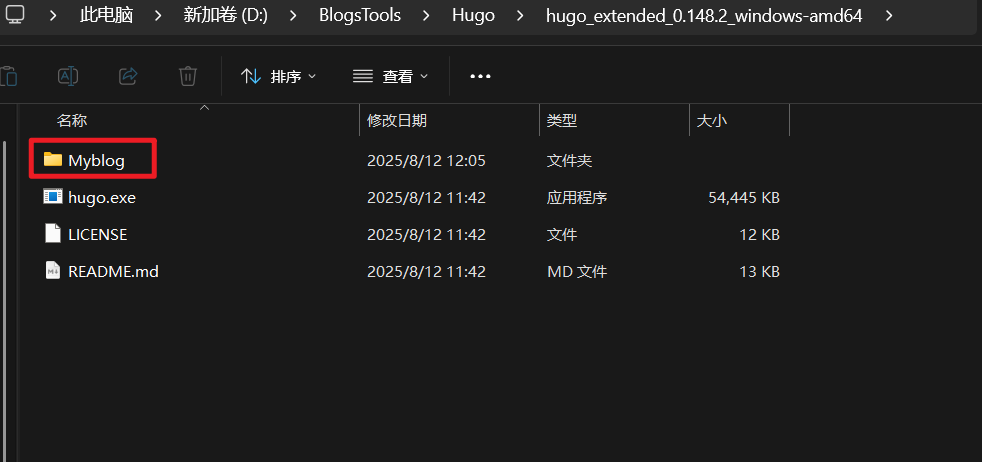 此电脑 新加卷 (D:) BlogsTools Hugo hugo_extended_0.148.2_windows-amd64
排序 查看
名称 修改日期 类型 大小
Myblog 2025/8/12 12:05 文件夹
hugo.exe 2025/8/12 11:42 应用程序 54,445 KB
LICENSE 2025/8/12 11:42 文件 12 KB
README.md 2025/8/12 11:42 MD 文件 13 KB